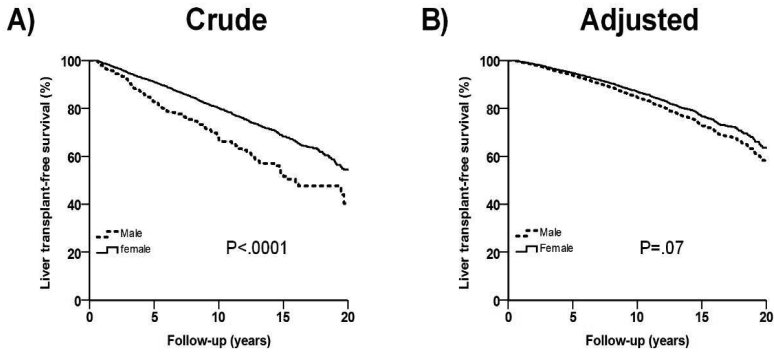 A) Crude
Liver transplant-free survival (%)
100
80
60
40
20
0
Male
female
P<.0001
0 5 10 15 20
Follow-up (years)
B) Adjusted
Liver transplant-free survival (%)
100
80
60
40
20
0
Male
Female
P=.07
0 5 10 15 20
Follow-up (years)